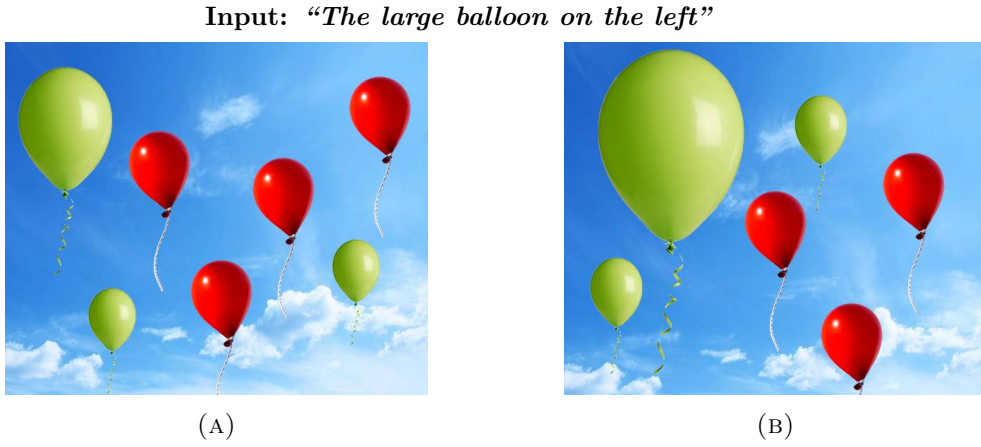 Input: “The large balloon on the left”
(A) (B)